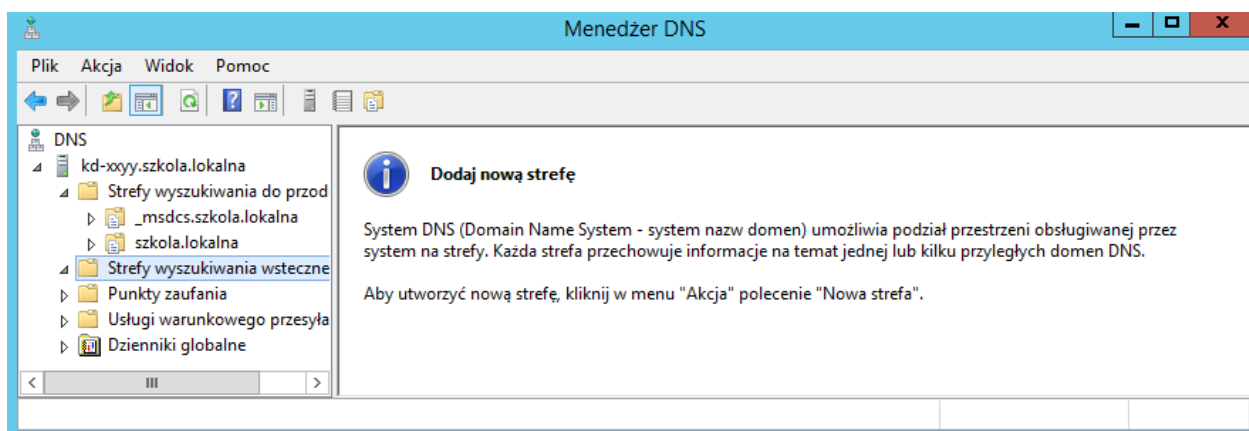 Menedżer DNS
Plik Akcja Widok Pomoc
DNS
kd-xxyy.szkola.lokalna
Strefy wyszukiwania do przod
_msdcs.szkola.lokalna
szkola.lokalna
Strefy wyszukiwania wsteczne
Punkty zaufania
Usługi warunkowego przesyła
Dzienniki globalne
Dodaj nową strefę
System DNS (Domain Name System - system nazw domen) umożliwia podział przestrzeni obsługiwanej przez
system na strefy. Każda strefa przechowuje informacje na temat jednej lub kilku przyległych domen DNS.
Aby utworzyć nową strefę, kliknij w menu "Akcja" polecenie "Nowa strefa".